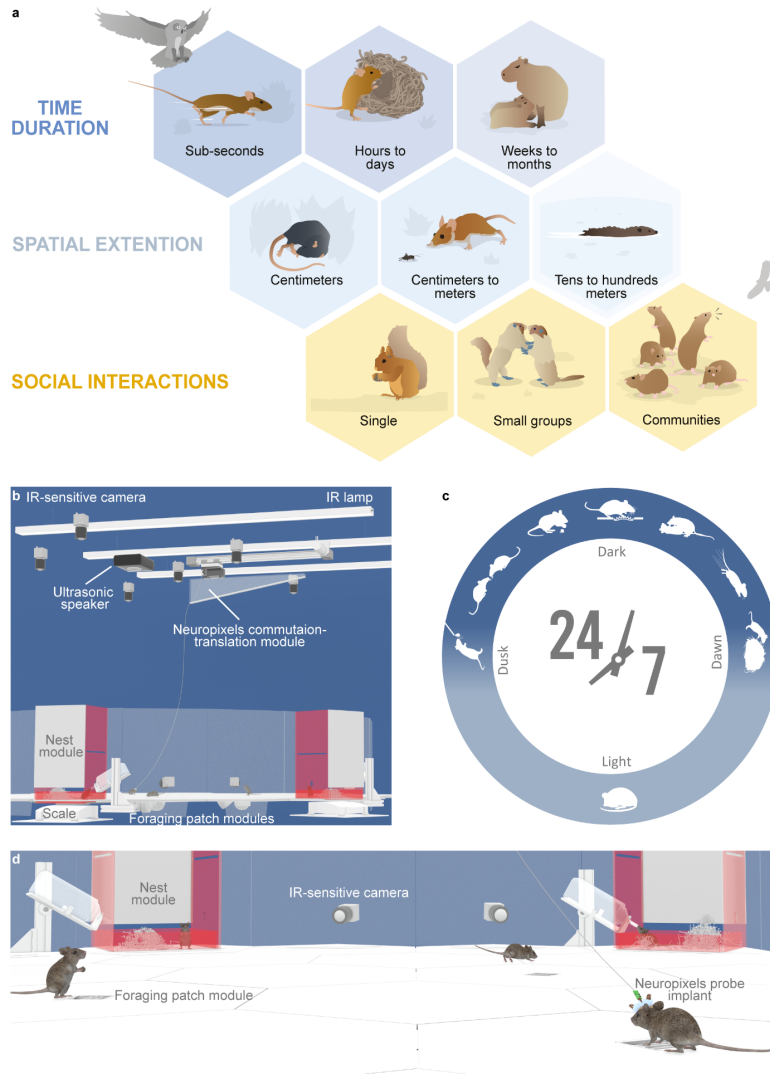 a
TIME
DURATION
Sub-seconds
Hours to
days
Weeks to
months
SPATIAL EXTENTION
Centimeters
Centimeters to
meters
Tens to hundreds
meters
SOCIAL INTERACTIONS
Single
Small groups
Communities
b
IR-sensitive camera
IR lamp
Ultrasonic
speaker
Neuropixels commutaion-
translation module
Nest
module
Scale
Foraging patch modules
c
Dark
Dusk
24
7
Dawn
Light
d
Nest
module
IR-sensitive camera
Foraging patch module
Neuropixels probe
implant